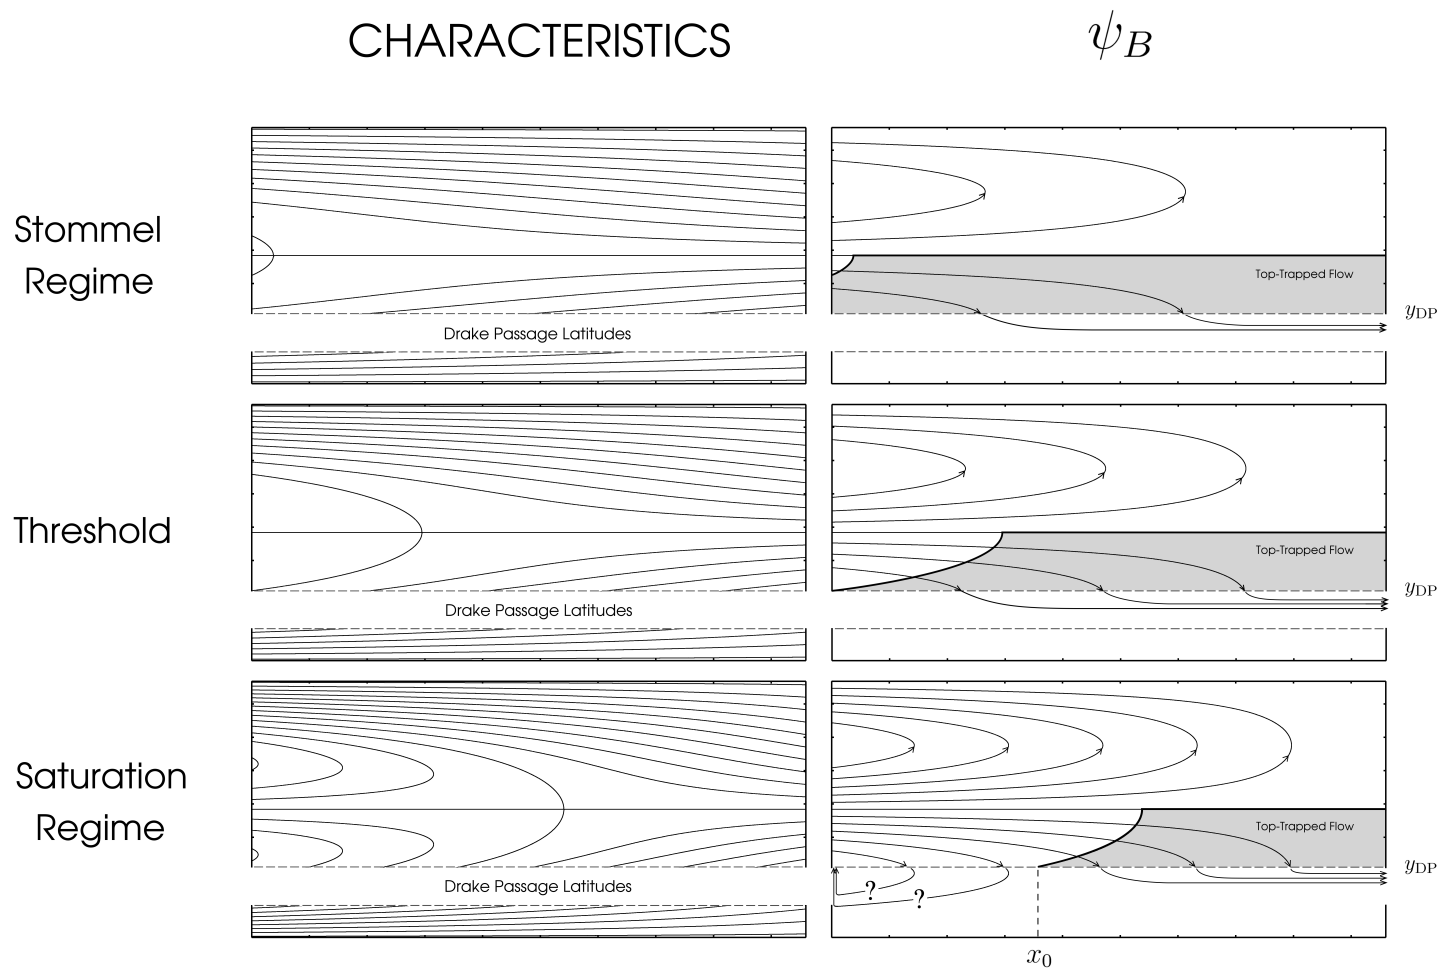 CHARACTERISTICS ψ_B
Stommel
Regime
Top-Trapped Flow
y_DP
Drake Passage Latitudes
Threshold
Top-Trapped Flow
y_DP
Drake Passage Latitudes
Saturation
Regime
Top-Trapped Flow
y_DP
Drake Passage Latitudes
? ?
x_0